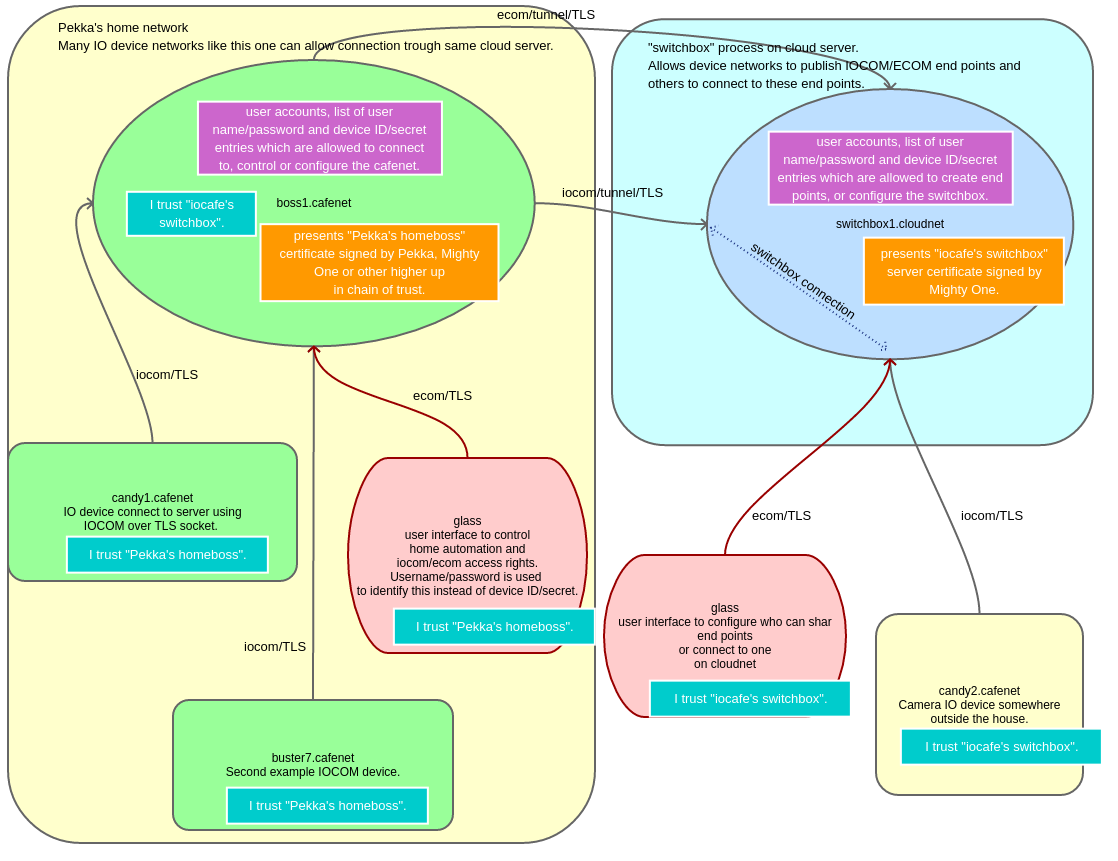 ecom/tunnel/TLS
Pekka's home network
Many IO device networks like this one can allow connection trough same cloud server.
"switchbox" process on cloud server.
Allows device networks to publish IOCOM/ECOM end points and
others to connect to these end points.
user accounts, list of user
name/password and device ID/secret
entries which are allowed to connect
to, control or configure the cafenet.
I trust "iocafe's
switchbox".
boss1.cafenet
presents "Pekka's homeboss"
certificate signed by Pekka, Mighty
One or other higher up
in chain of trust.
iocom/tunnel/TLS
user accounts, list of user
name/password and device ID/secret
entries which are allowed to create end
points, or configure the switchbox.
switchbox1.cloudnet
presents "iocafe's switchbox"
server certificate signed by
Mighty One.
switchbox connection
iocom/TLS
ecom/TLS
candy1.cafenet
IO device connect to server using
IOCOM over TLS socket.
I trust "Pekka's homeboss".
glass
user interface to control
home automation and
iocom/ecom access rights.
Username/password is used
to identify this instead of device ID/secret.
I trust "Pekka's homeboss".
ecom/TLS
iocom/TLS
glass
user interface to configure who can shar
end points
or connect to one
on cloudnet
I trust "iocafe's switchbox".
candy2.cafenet
Camera IO device somewhere
outside the house.
I trust "iocafe's switchbox".
iocom/TLS
buster7.cafenet
Second example IOCOM device.
I trust "Pekka's homeboss".